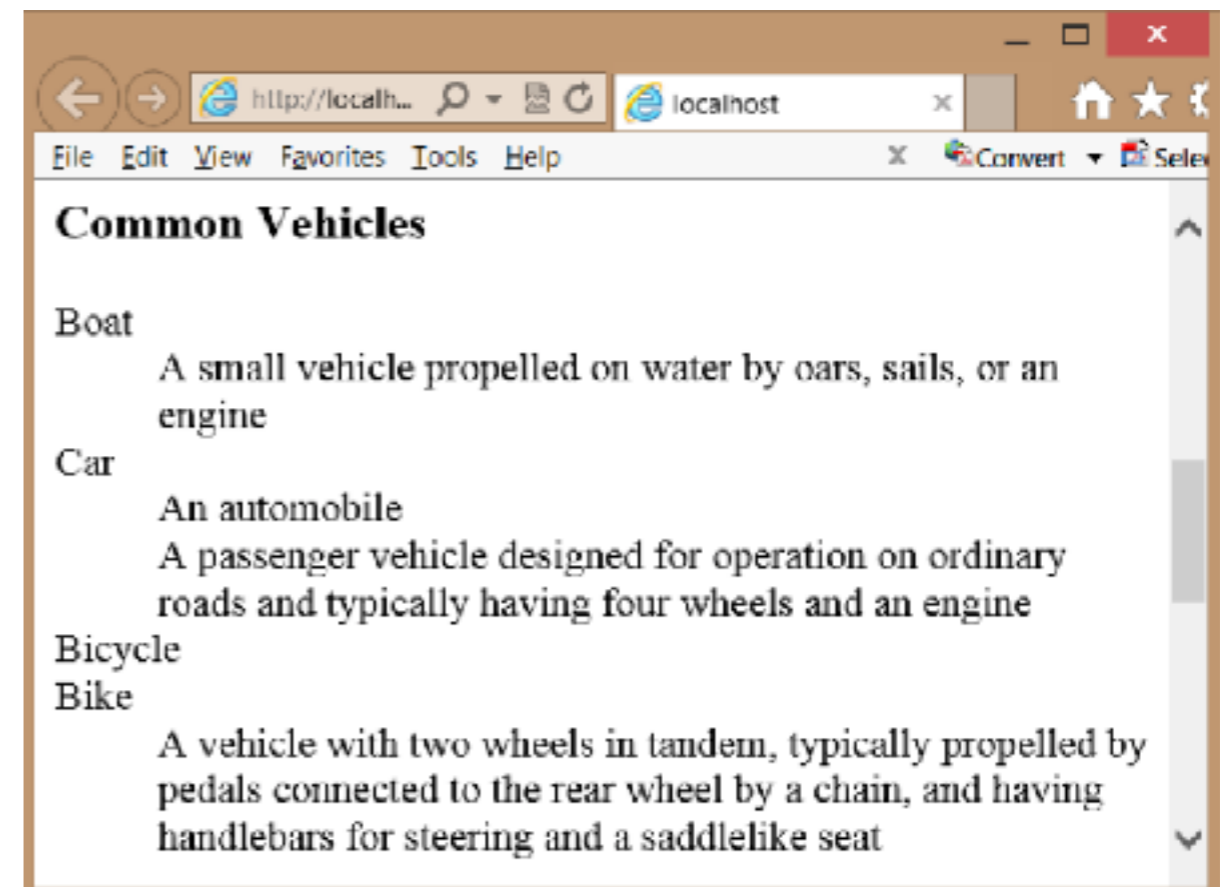 http://localh...
localhost
File Edit View Favorites Tools Help
Convert
Common Vehicles
Boat
A small vehicle propelled on water by oars, sails, or an
engine
Car
An automobile
A passenger vehicle designed for operation on ordinary
roads and typically having four wheels and an engine
Bicycle
Bike
A vehicle with two wheels in tandem, typically propelled by
pedals connected to the rear wheel by a chain, and having
handlebars for steering and a saddlelike seat